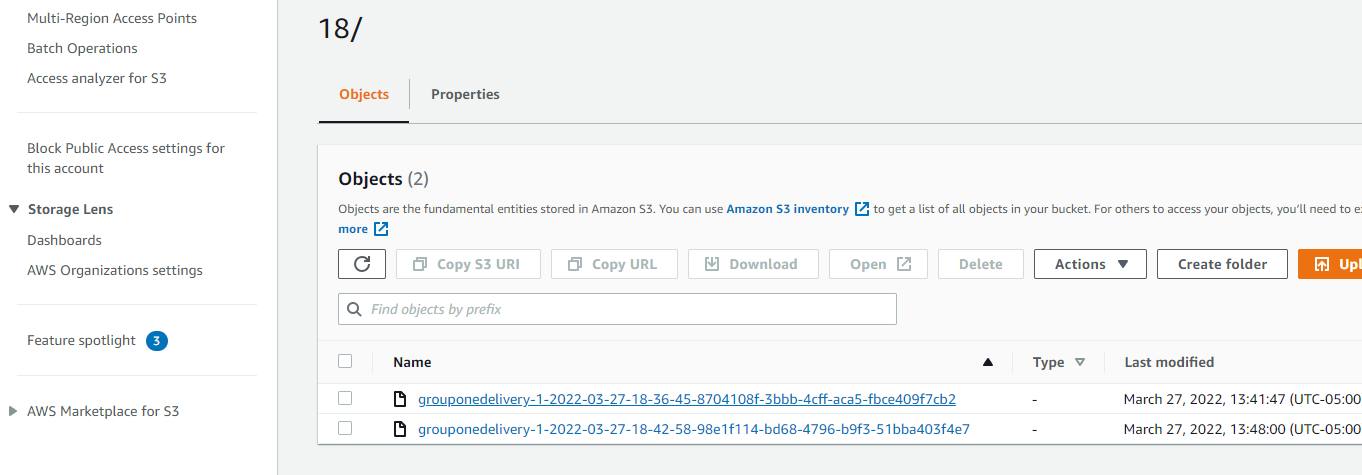 Multi-Region Access Points
Batch Operations
Access analyzer for S3
Block Public Access settings for
this account
Storage Lens
Dashboards
AWS Organizations settings
Feature spotlight 3
AWS Marketplace for S3
18/
Objects Properties
Objects (2)
Objects are the fundamental entities stored in Amazon S3. You can use Amazon S3 inventory to get a list of all objects in your bucket. For others to access your objects, you'll need to
more
Copy S3 URI Copy URL Download Open Delete Actions Create folder
Find objects by prefix
Name Type Last modified
grouponedelivery-1-2022-03-27-18-36-45-8704108f-3bbb-4cff-aca5-fbce409f7cb2 - March 27, 2022, 13:41:47 (UTC-05:00
grouponedelivery-1-2022-03-27-18-42-58-98e1f114-bd68-4796-b9f3-51bba403f4e7 - March 27, 2022, 13:48:00 (UTC-05:00